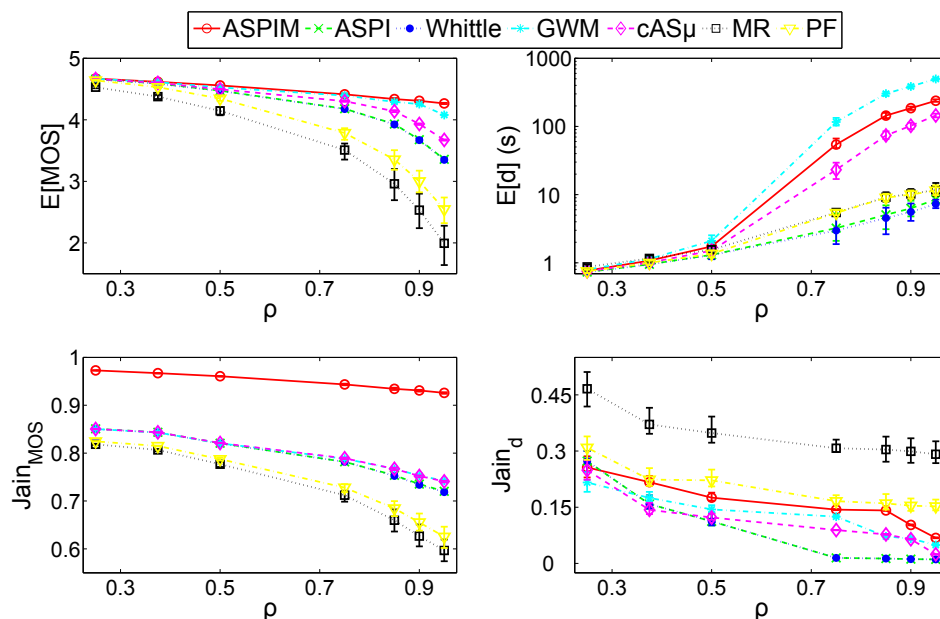 ASPIM ASPI Whittle GWM cASμ MR PF
5
4
3
2
E[MOS]
0.3 0.5 0.7 0.9
ρ
1000
100
10
1
E[d] (s)
0.3 0.5 0.7 0.9
ρ
1
0.9
0.8
0.7
0.6
Jain_MOS
0.3 0.5 0.7 0.9
ρ
0.45
0.3
0.15
0
Jain_d
0.3 0.5 0.7 0.9
ρ